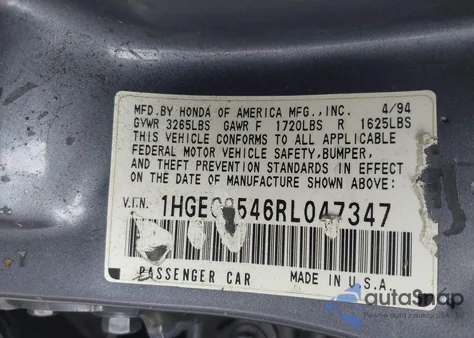 MFD.BY HONDA OF AMERICA MFG.,INC. 4/94
GVWR 3265LBS GAWR F 1720LBS R 1625LBS
THIS VEHICLE CONFORMS TO ALL APPLICABLE
FEDERAL MOTOR VEHICLE SAFETY,BUMPER,
AND THEFT PREVENTION STANDARDS IN EFFECT
ON THE DATE OF MANUFACTURE SHOWN ABOVE:
V.I.N.
PASSENGER CAR MADE IN U.S.A.
autoSnap